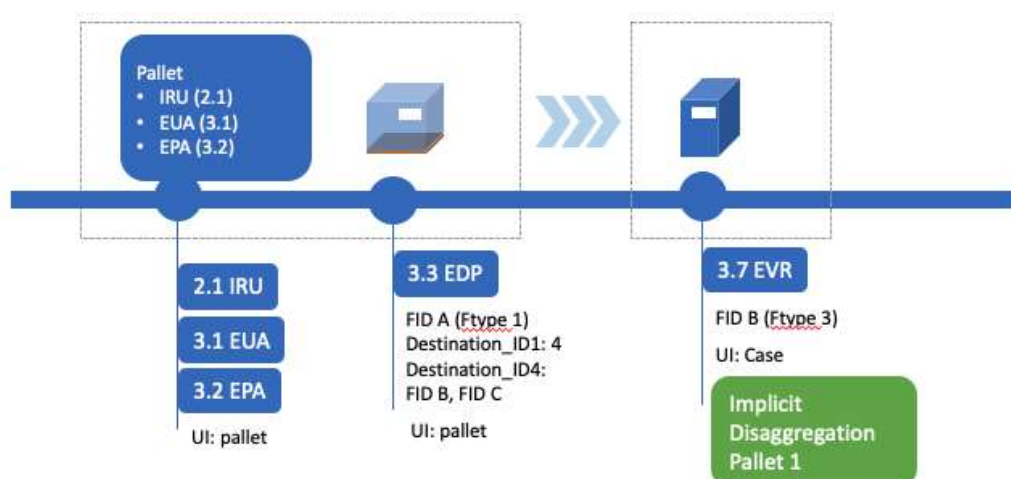 Pallet
• IRU (2.1)
• EUA (3.1)
• EPA (3.2)
2.1 IRU
3.1 EUA
3.2 EPA
UI: pallet
3.3 EDP
FID A (Ftype 1)
Destination_ID1: 4
Destination_ID4:
FID B, FID C
UI: pallet
3.7 EVR
FID B (Ftype 3)
UI: Case
Implicit
Disaggregation
Pallet 1